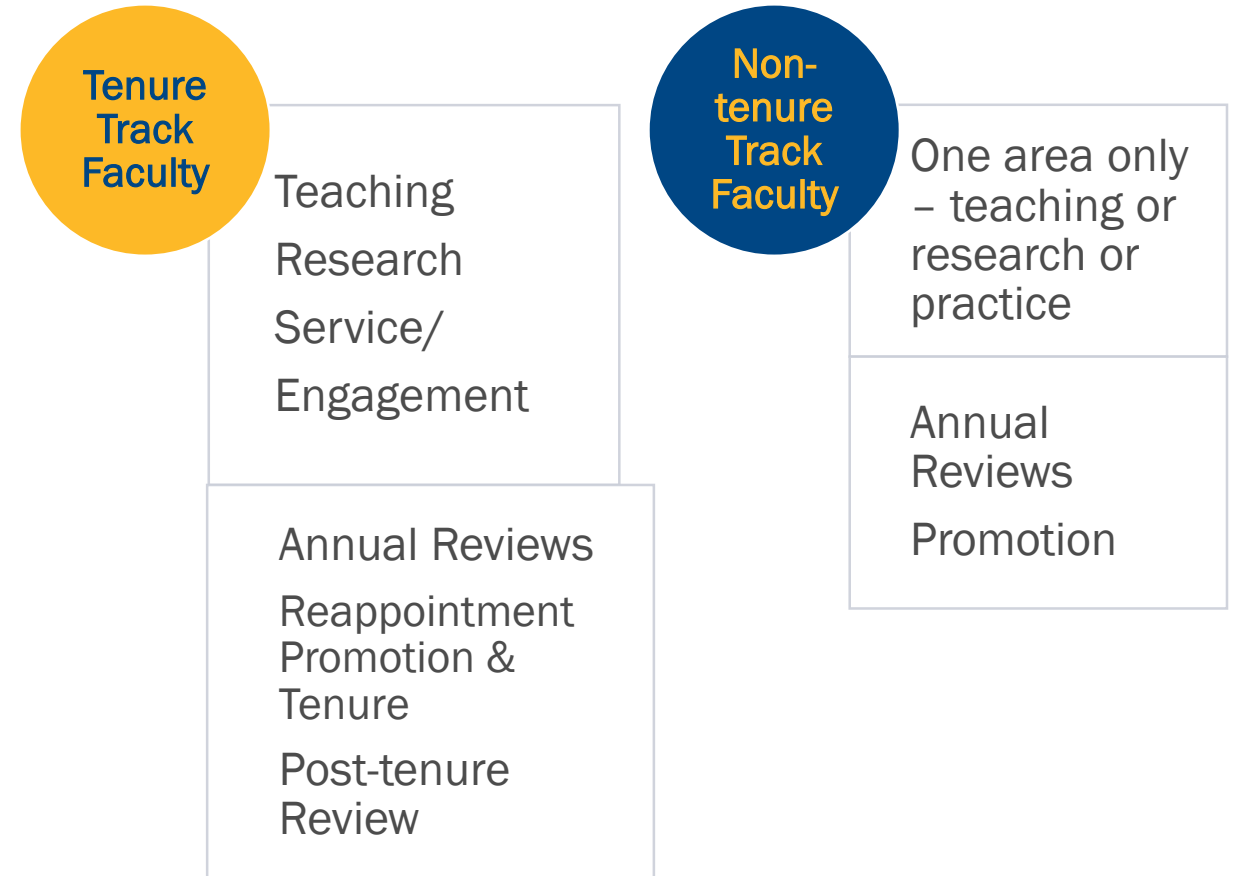 Tenure
Track
Faculty
Teaching
Research
Service/
Engagement
Annual Reviews
Reappointment
Promotion &
Tenure
Post-tenure
Review
Non-
tenure
Track
Faculty
One area only
– teaching or
research or
practice
Annual
Reviews
Promotion